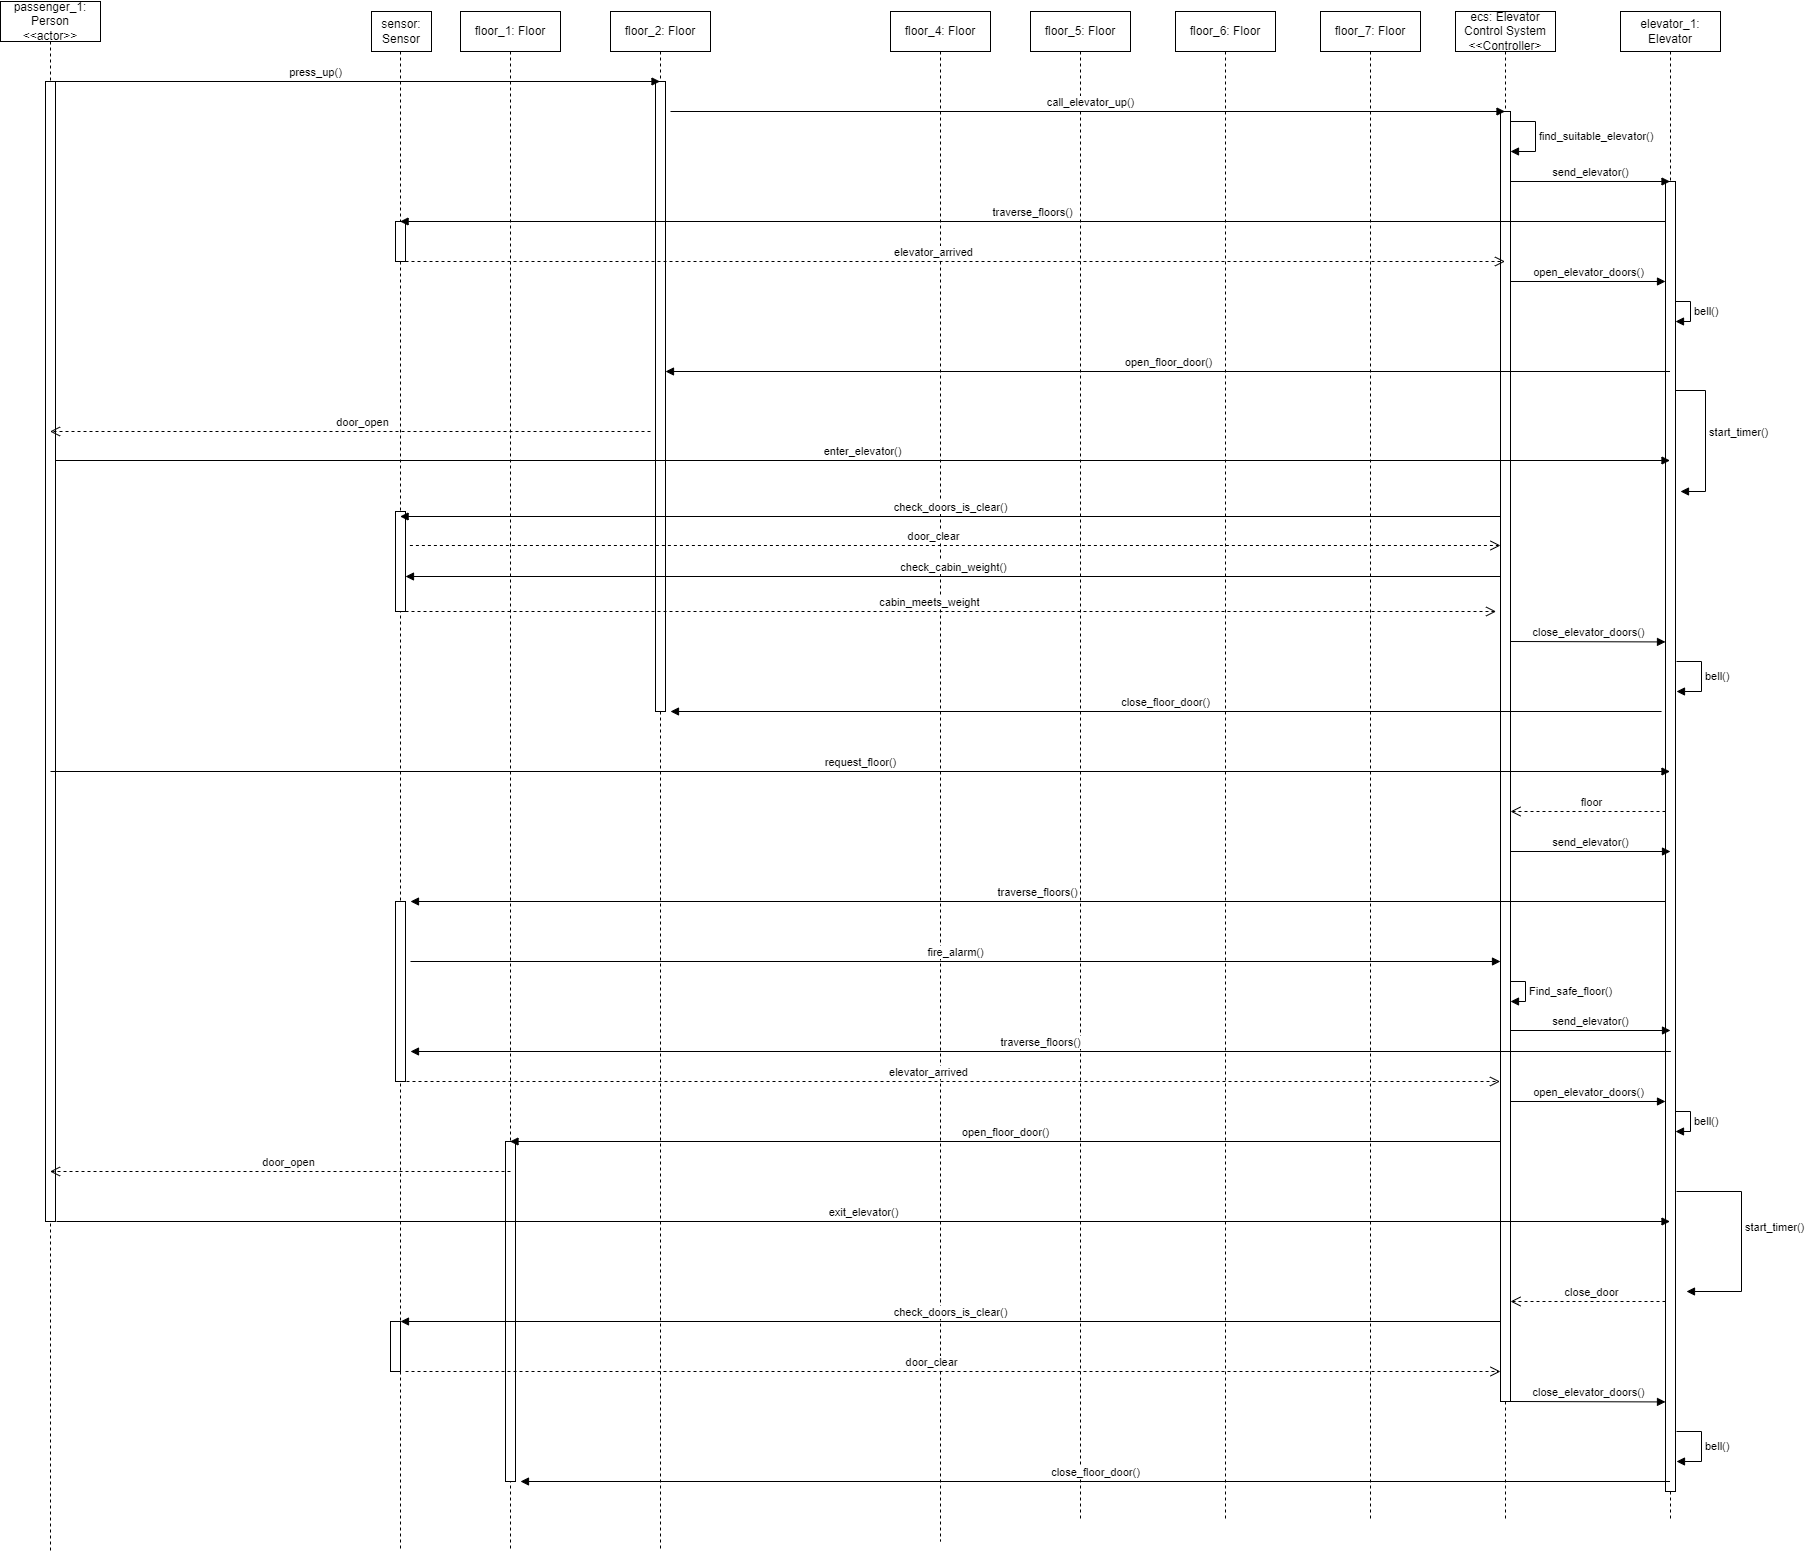 passenger_1:
Person
<<actor>>
sensor:
Sensor
floor_1: Floor
floor_2: Floor
floor_4: Floor
floor_5: Floor
floor_6: Floor
floor_7: Floor
ecs: Elevator
Control System
<<Controller>
elevator_1:
Elevator
press_up()
call_elevator_up()
find_suitable_elevator()
send_elevator()
traverse_floors()
elevator_arrived
open_elevator_doors()
bell()
open_floor_door()
door_open
start_timer()
enter_elevator()
check_doors_is_clear()
door_clear
check_cabin_weight()
cabin_meets_weight
close_elevator_doors()
bell()
close_floor_door()
request_floor()
floor
send_elevator()
traverse_floors()
fire_alarm()
Find_safe_floor()
send_elevator()
traverse_floors()
elevator_arrived
open_elevator_doors()
bell()
open_floor_door()
door_open
exit_elevator()
start_timer()
close_door
check_doors_is_clear()
door_clear
close_elevator_doors()
bell()
close_floor_door()